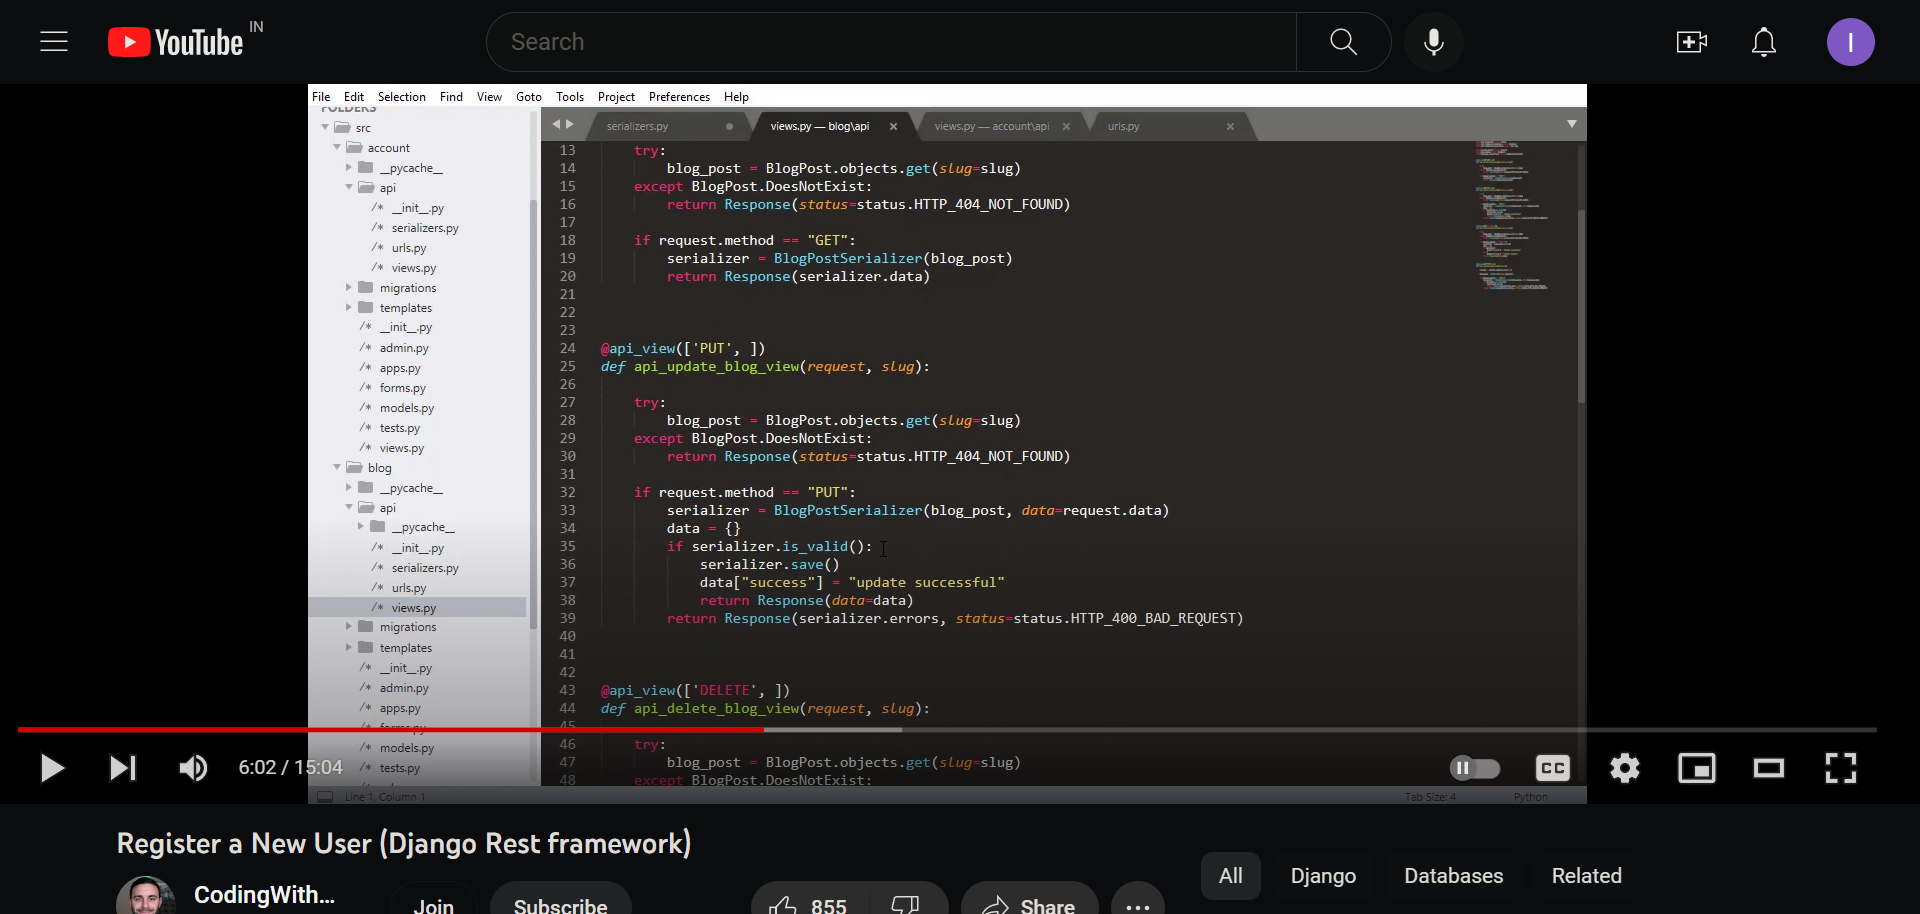 YouTube IN
Search
I
File Edit Selection Find View Goto Tools Project Preferences Help
FOLDERS
src
account
__pycache__
api
/* __init__.py
/* serializers.py
/* urls.py
/* views.py
migrations
templates
/* __init__.py
/* admin.py
/* apps.py
/* forms.py
/* models.py
/* tests.py
/* views.py
blog
__pycache__
api
__pycache__
/* __init__.py
/* serializers.py
/* urls.py
/* views.py
migrations
templates
/* __init__.py
/* admin.py
/* apps.py
/* forms.py
/* models.py
/* tests.py
serializers.py
views.py — blog\api ×
views.py — account\api ×
urls.py ×
13 try:
14 blog_post = BlogPost.objects.get(slug=slug)
15 except BlogPost.DoesNotExist:
16 return Response(status=status.HTTP_404_NOT_FOUND)
17
18 if request.method == "GET":
19 serializer = BlogPostSerializer(blog_post)
20 return Response(serializer.data)
21
22
23
24 @api_view(['PUT', ])
25 def api_update_blog_view(request, slug):
26
27 try:
28 blog_post = BlogPost.objects.get(slug=slug)
29 except BlogPost.DoesNotExist:
30 return Response(status=status.HTTP_404_NOT_FOUND)
31
32 if request.method == "PUT":
33 serializer = BlogPostSerializer(blog_post, data=request.data)
34 data = {}
35 if serializer.is_valid():
36 serializer.save()
37 data["success"] = "update successful"
38 return Response(data=data)
39 return Response(serializer.errors, status=status.HTTP_400_BAD_REQUEST)
40
41
42
43 @api_view(['DELETE', ])
44 def api_delete_blog_view(request, slug):
45
46 try:
47 blog_post = BlogPost.objects.get(slug=slug)
48 except BlogPost.DoesNotExist:
6:02 / 15:04
CC
Line 1, Column 1
Tab Size: 4 Python
Register a New User (Django Rest framework)
CodingWith...
Join
Subscribe
855
Share
All Django Databases Related